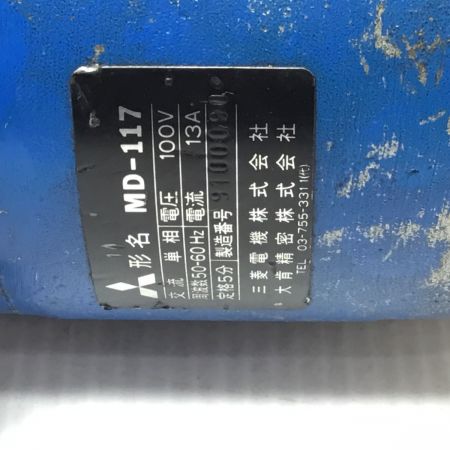 形名 MD-117
交流 単相 電圧 100V
周波数 50-60Hz 電流 13A
定格5分 製造番号
三菱電機株式会社
大肯精密株式会社
TEL 03-755-3311(代)